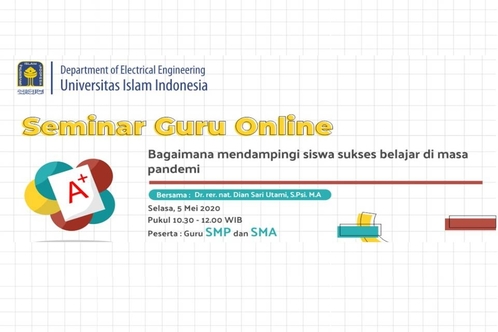 Department of Electrical Engineering
Universitas Islam Indonesia
Seminar Guru Online
Bagaimana mendampingi siswa sukses belajar di masa
pandemi
A+
Bersama : Dr. rer. nat. Dian Sari Utami, S.Psi. M.A
Selasa, 5 Mei 2020
Pukul 10.30 - 12.00 WIB
Peserta : Guru SMP dan SMA